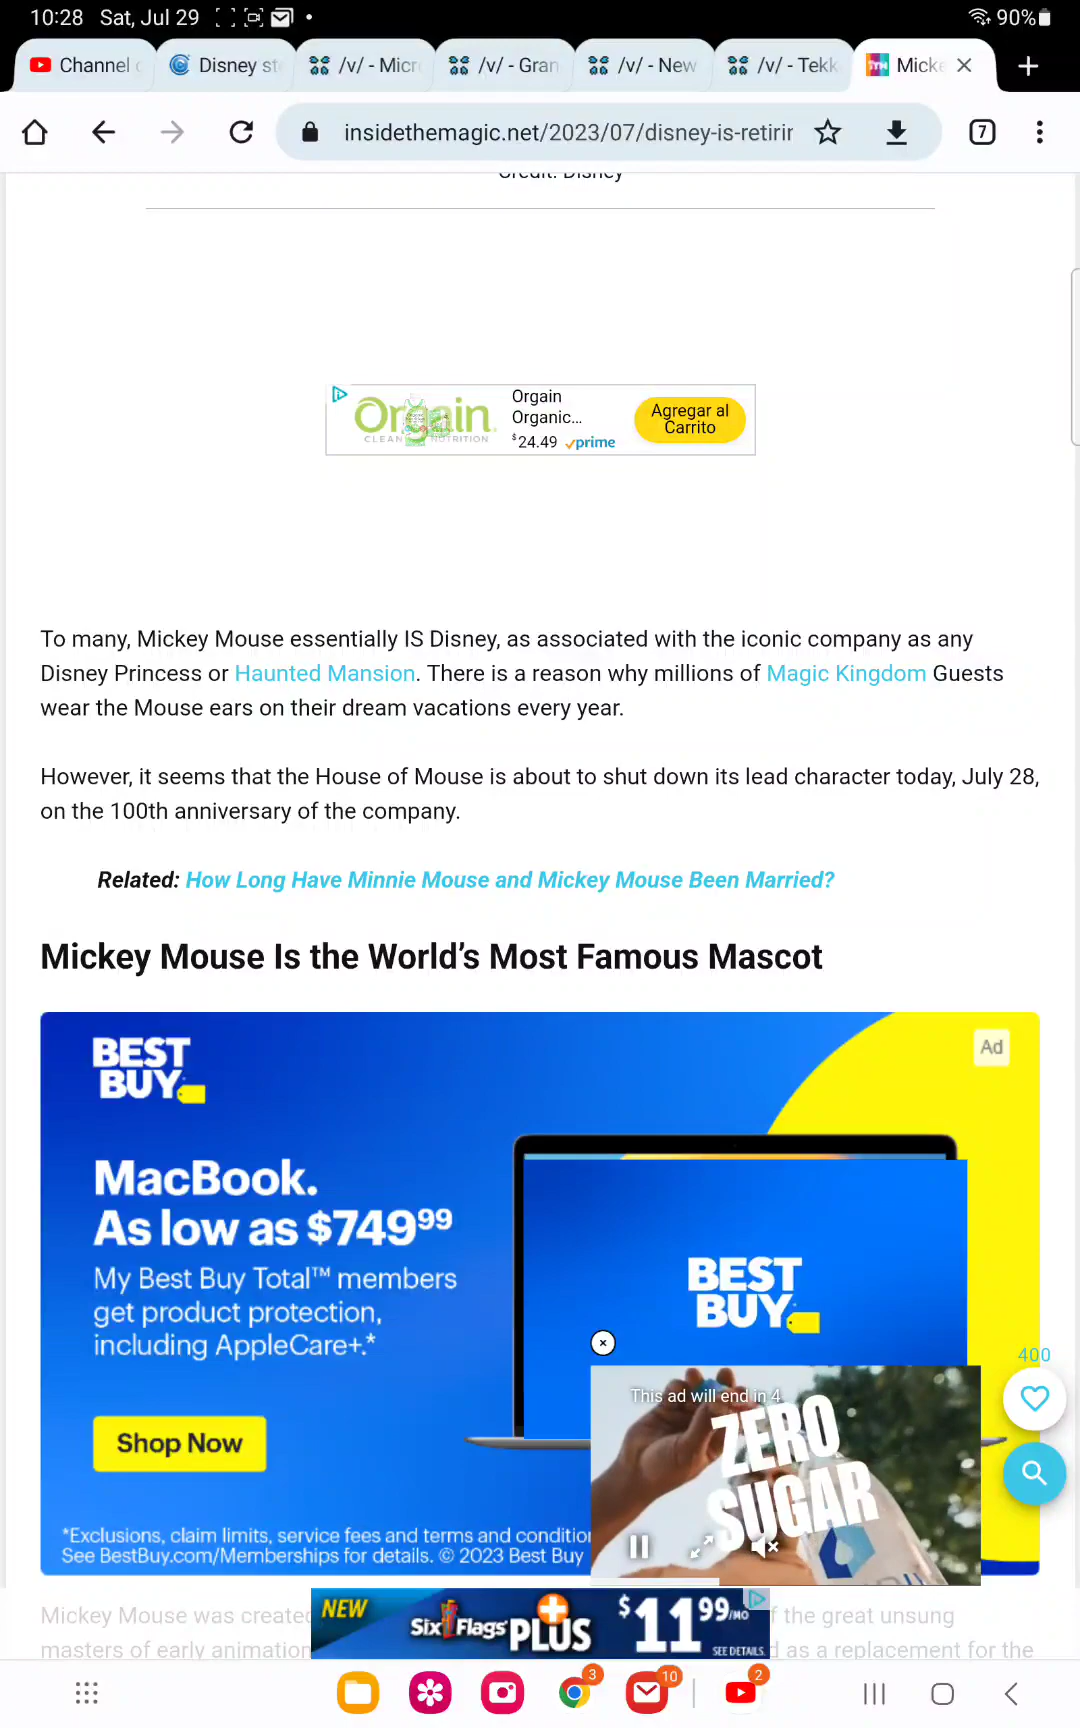 10:28 Sat, Jul 29
90%
Channel
Disney st
/v/ - Micr
/v/ - Gran
/v/ - New
/v/ - Tekk
Micke
insidethemagic.net/2023/07/disney-is-retirin
7
Credit: Disney
Orgain
CLEAN NUTRITION
Orgain
Organic...
$24.49 prime
Agregar al
Carrito
To many, Mickey Mouse essentially IS Disney, as associated with the iconic company as any
Disney Princess or Haunted Mansion. There is a reason why millions of Magic Kingdom Guests
wear the Mouse ears on their dream vacations every year.
However, it seems that the House of Mouse is about to shut down its lead character today, July 28,
on the 100th anniversary of the company.
Related: How Long Have Minnie Mouse and Mickey Mouse Been Married?
Mickey Mouse Is the World's Most Famous Mascot
BEST
BUY
Ad
MacBook.
As low as $749⁹⁹
My Best Buy Total™ members
get product protection,
including AppleCare+.*
Shop Now
BEST
BUY
400
This ad will end in 4
ZERO
SUGAR
*Exclusions, claim limits, service fees and terms and condition
See BestBuy.com/Memberships for details. © 2023 Best Buy
Mickey Mouse was created
f the great unsung
masters of early animation
d as a replacement for the
NEW
Six Flags PLUS
$11.99/MO
SEE DETAILS.
3
10
2